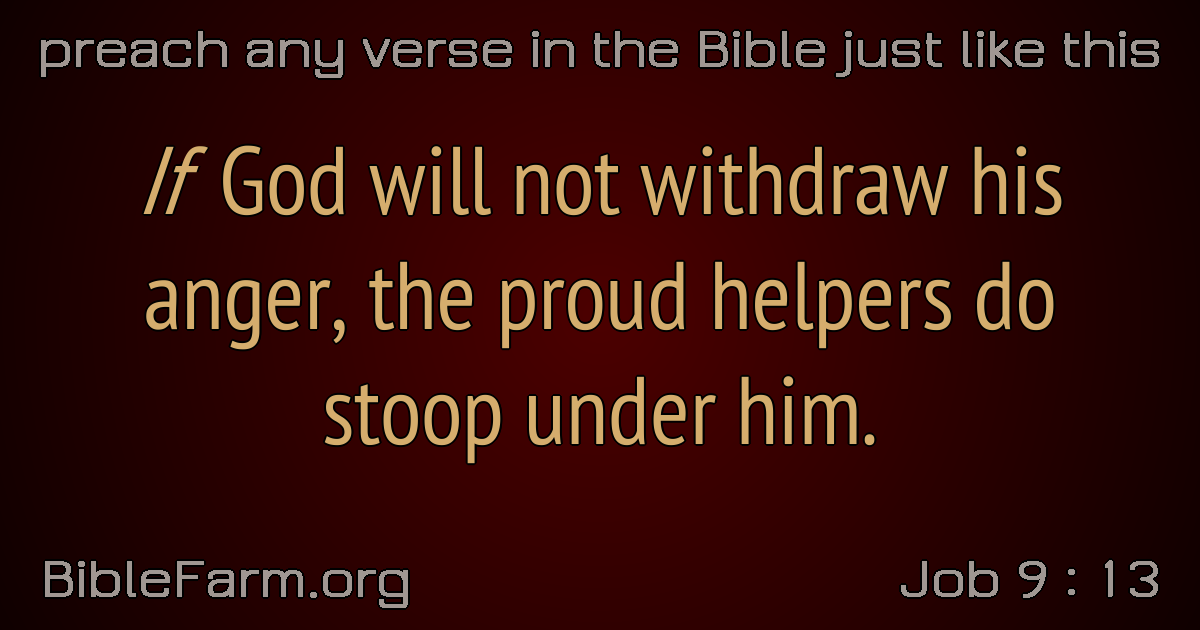 preach any verse in the Bible just like this
If God will not withdraw his
anger, the proud helpers do
stoop under him.
BibleFarm.org
Job 9 : 13